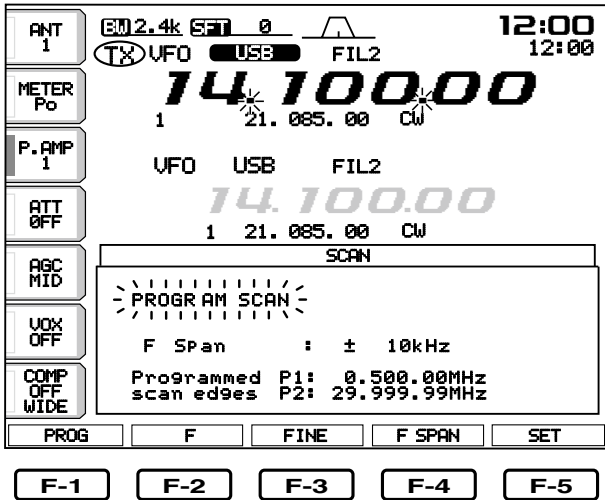 ANT
1
METER
Po
P.AMP
1
ATT
OFF
AGC
MID
VOX
OFF
COMP
OFF
WIDE
BW 2.4k SFT 0
12:00
TX VFO USB FIL2
12:00
14.100.00
1 21.085.00 CW
VFO USB FIL2
14.100.00
1 21.085.00 CW
SCAN
PROGRAM SCAN
F Span : ± 10kHz
Programmed P1: 0.500.00MHz
scan edges P2: 29.999.99MHz
PROG F FINE F SPAN SET
F-1 F-2 F-3 F-4 F-5